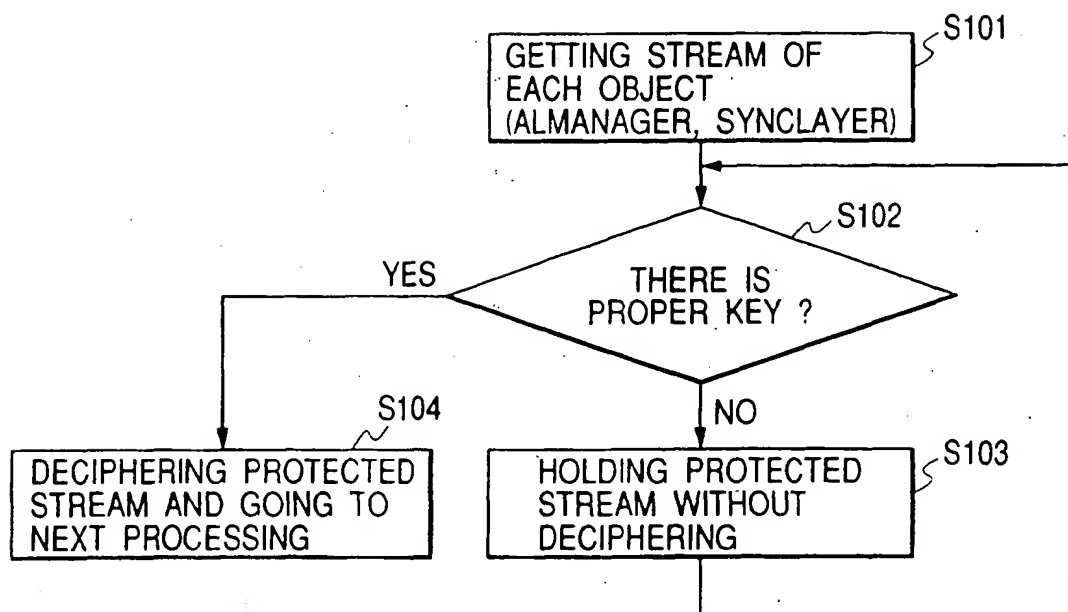 S101
GETTING STREAM OF
EACH OBJECT
(ALMANAGER, SYNCLAYER)
S102
YES
THERE IS
PROPER KEY ?
NO
S104
DECIPHERING PROTECTED
STREAM AND GOING TO
NEXT PROCESSING
S103
HOLDING PROTECTED
STREAM WITHOUT
DECIPHERING